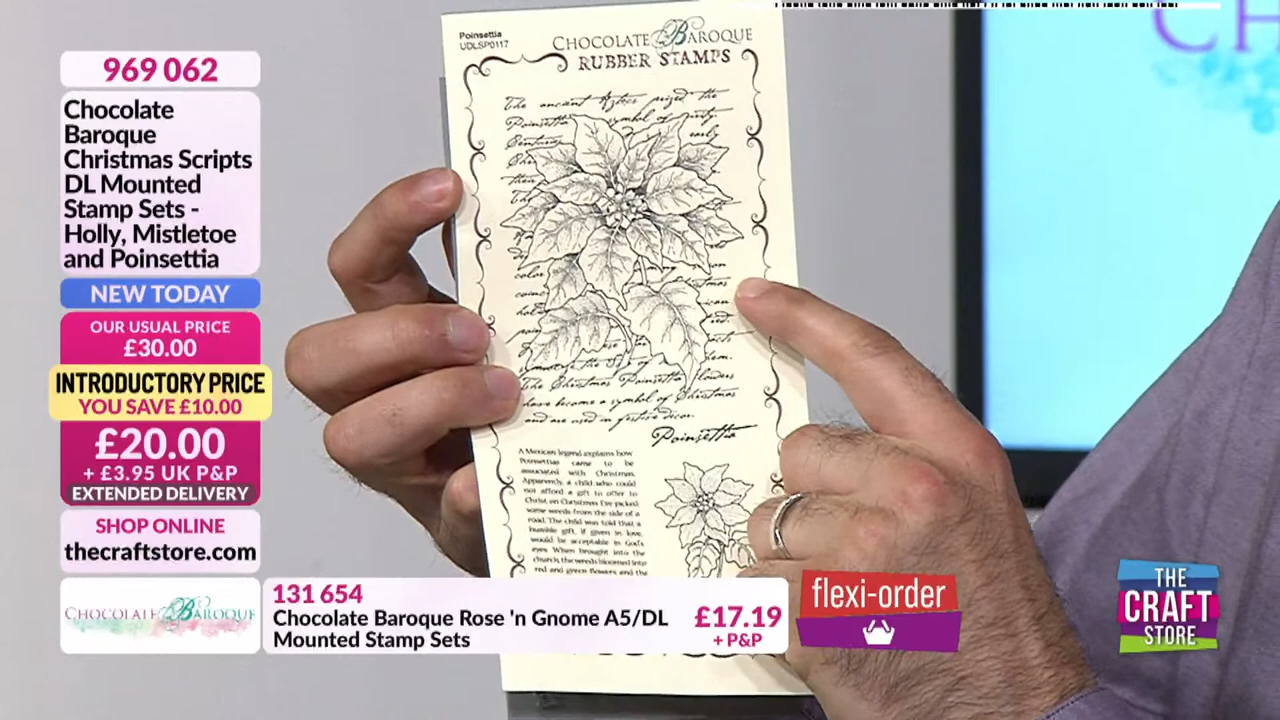 969 062
Chocolate
Baroque
Christmas Scripts
DL Mounted
Stamp Sets -
Holly, Mistletoe
and Poinsettia
NEW TODAY
OUR USUAL PRICE
£30.00
INTRODUCTORY PRICE
YOU SAVE £10.00
£20.00
+ £3.95 UK P&P
EXTENDED DELIVERY
SHOP ONLINE
thecraftstore.com
Poinsettia
UDLSP0117
CHOCOLATE BAROQUE
RUBBER STAMPS
The ancient Aztecs prized the
Poinsettia symbol of purity.
early
color
The Christmas Poinsettia flowers
have become a symbol of Christmas
and are used in festive decor.
Poinsettia
A Mexican legend explains how
Poinsettias came to be
associated with Christmas.
Apparently, a child who could
not afford a gift to offer to
Christ on Christmas Eve picked
some weeds from the side of a
road. The child was told that a
humble gift, if given in love,
would be acceptable in God's
eyes. When brought into the
church, the weeds bloomed into
red and green flowers and the
CHOCOLATE BAROQUE
131 654
Chocolate Baroque Rose 'n Gnome A5/DL
Mounted Stamp Sets
£17.19
+ P&P
flexi-order
THE
CRAFT
STORE
CH